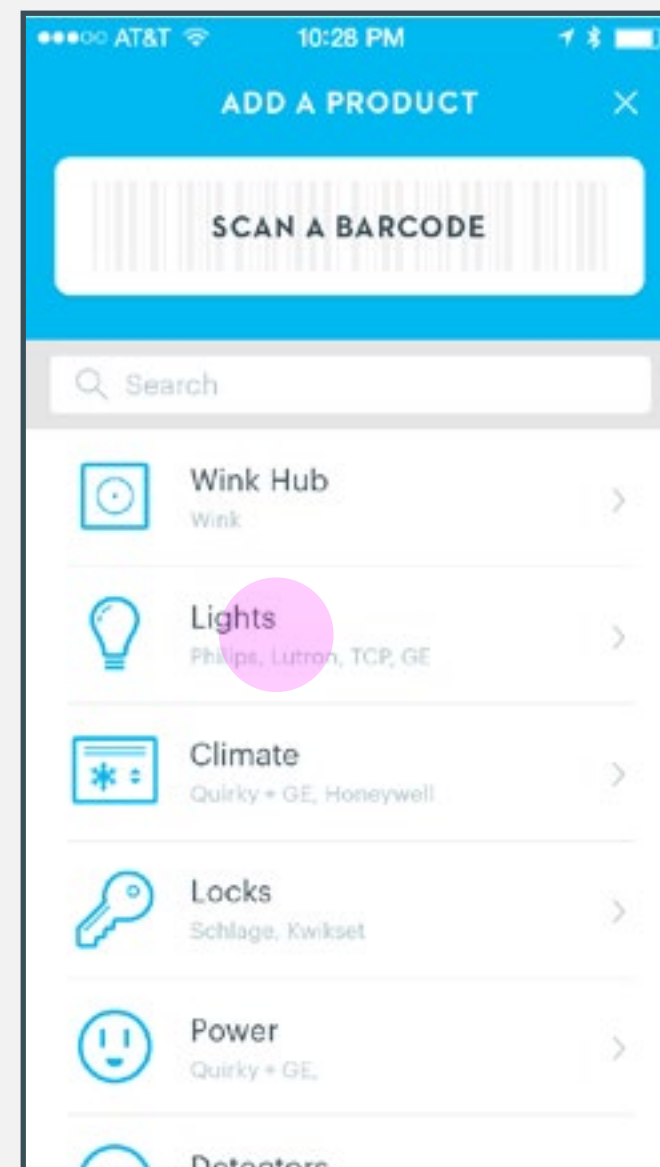 AT&T 10:28 PM
ADD A PRODUCT
SCAN A BARCODE
Search
Wink Hub
Wink
Lights
Philips, Lutron, TCP, GE
Climate
Quirky + GE, Honeywell
Locks
Schlage, Kwikset
Power
Quirky + GE,
Detectors